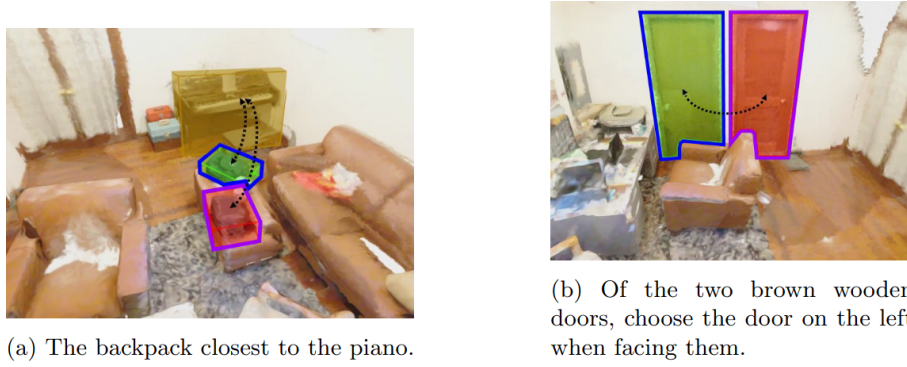 (a) The backpack closest to the piano.
(b) Of the two brown wooden
doors, choose the door on the left
when facing them.